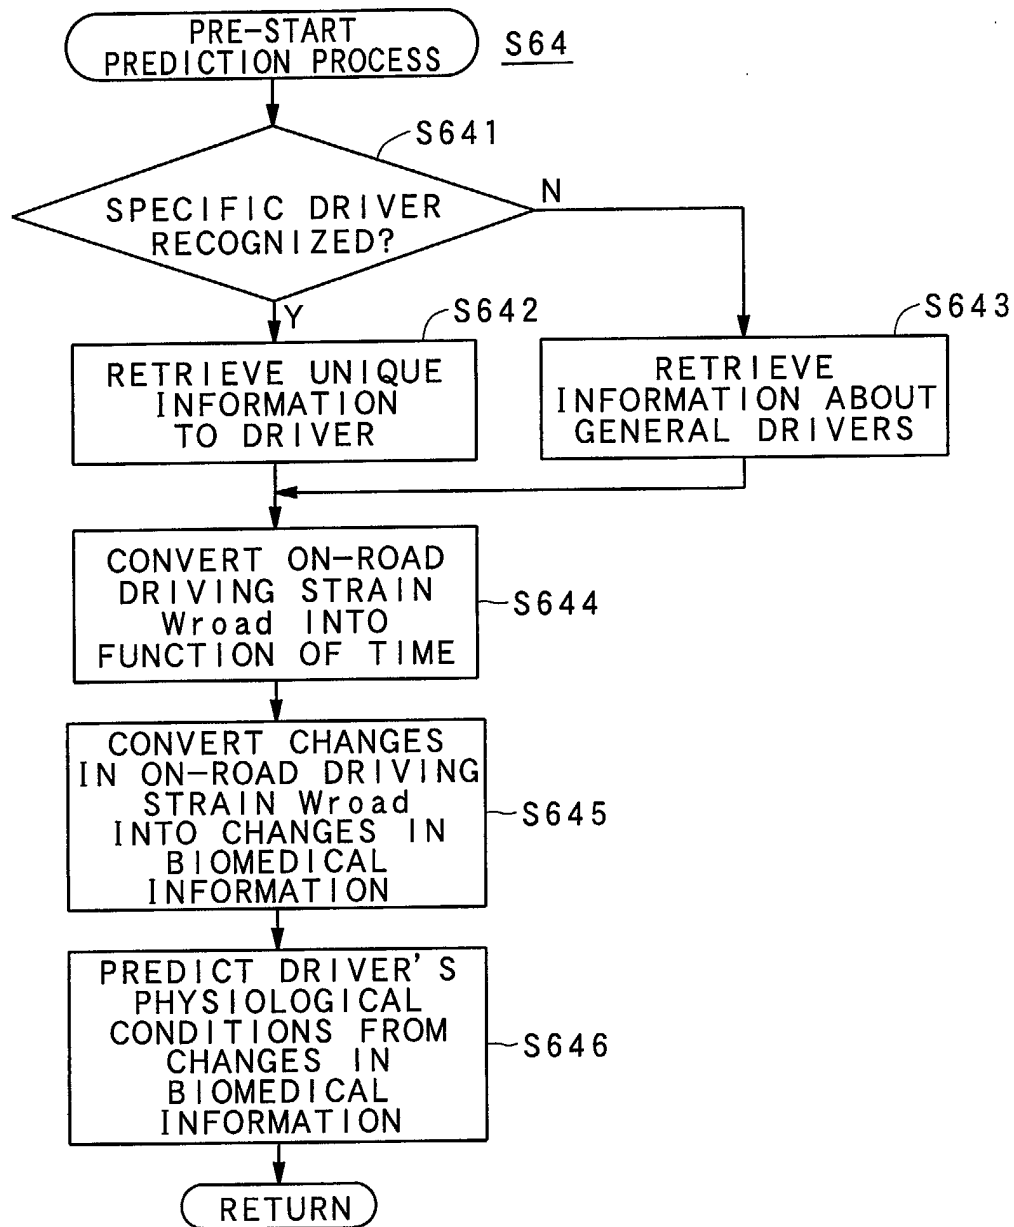 PRE-START
PREDICTION PROCESS
S64
S641
SPECIFIC DRIVER
RECOGNIZED?
N
Y
S642
RETRIEVE UNIQUE
INFORMATION
TO DRIVER
S643
RETRIEVE
INFORMATION ABOUT
GENERAL DRIVERS
CONVERT ON-ROAD
DRIVING STRAIN
Wroad INTO
FUNCTION OF TIME
S644
CONVERT CHANGES
IN ON-ROAD DRIVING
STRAIN Wroad
INTO CHANGES IN
BIOMEDICAL
INFORMATION
S645
PREDICT DRIVER'S
PHYSIOLOGICAL
CONDITIONS FROM
CHANGES IN
BIOMEDICAL
INFORMATION
S646
RETURN